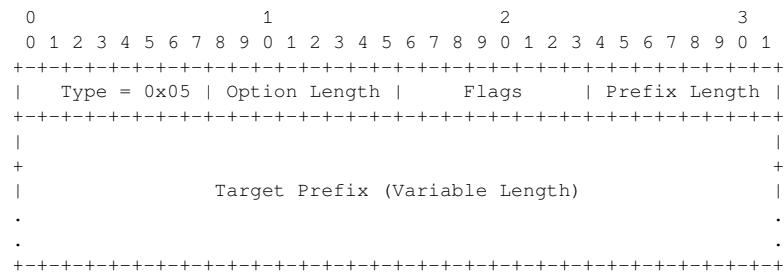 0                   1                   2                   3
 0 1 2 3 4 5 6 7 8 9 0 1 2 3 4 5 6 7 8 9 0 1 2 3 4 5 6 7 8 9 0 1
+-+-+-+-+-+-+-+-+-+-+-+-+-+-+-+-+-+-+-+-+-+-+-+-+-+-+-+-+-+-+-+-+
|   Type = 0x05 | Option Length |     Flags     | Prefix Length |
+-+-+-+-+-+-+-+-+-+-+-+-+-+-+-+-+-+-+-+-+-+-+-+-+-+-+-+-+-+-+-+-+
|                                                               |
+                                                               +
|                Target Prefix (Variable Length)                |
.                                                               .
.                                                               .
+-+-+-+-+-+-+-+-+-+-+-+-+-+-+-+-+-+-+-+-+-+-+-+-+-+-+-+-+-+-+-+-+